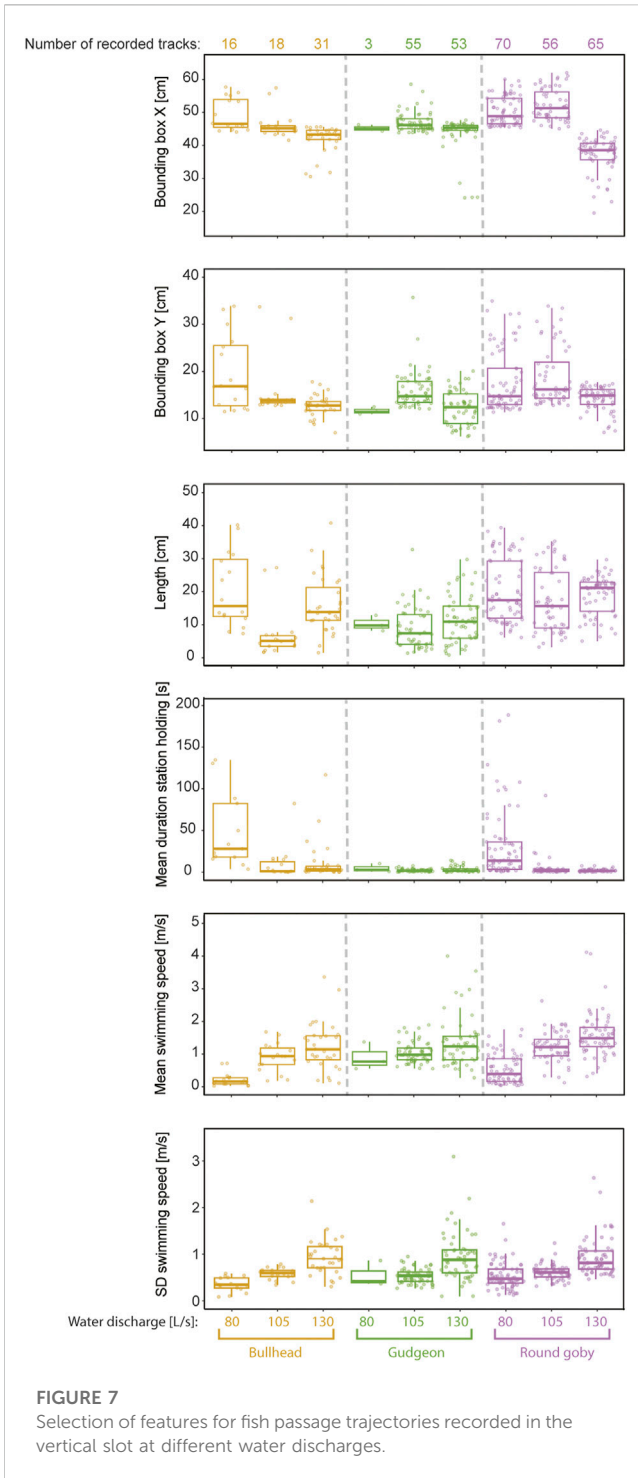 Number of recorded tracks: 16 18 31 3 55 53 70 56 65
Bounding box X [cm]
60
50
40
30
20
Bounding box Y [cm]
40
30
20
10
Length [cm]
50
40
30
20
10
0
Mean duration station holding [s]
200
150
100
50
0
Mean swimming speed [m/s]
5
4
3
2
1
0
SD swimming speed [m/s]
3
2
1
0
Water discharge [L/s]: 80 105 130 80 105 130 80 105 130
Bullhead Gudgeon Round goby
FIGURE 7
Selection of features for fish passage trajectories recorded in the
vertical slot at different water discharges.